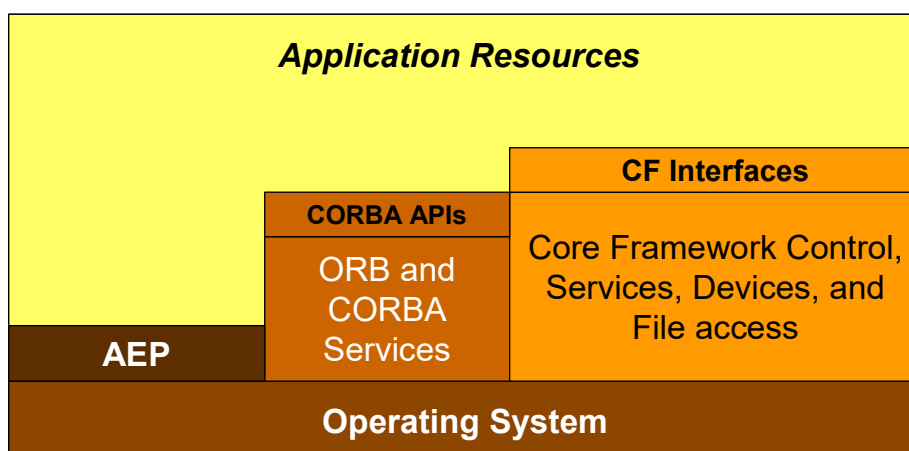 Application Resources
CF Interfaces
CORBA APIs
Core Framework Control,
Services, Devices, and
File access
ORB and
CORBA
Services
AEP
Operating System